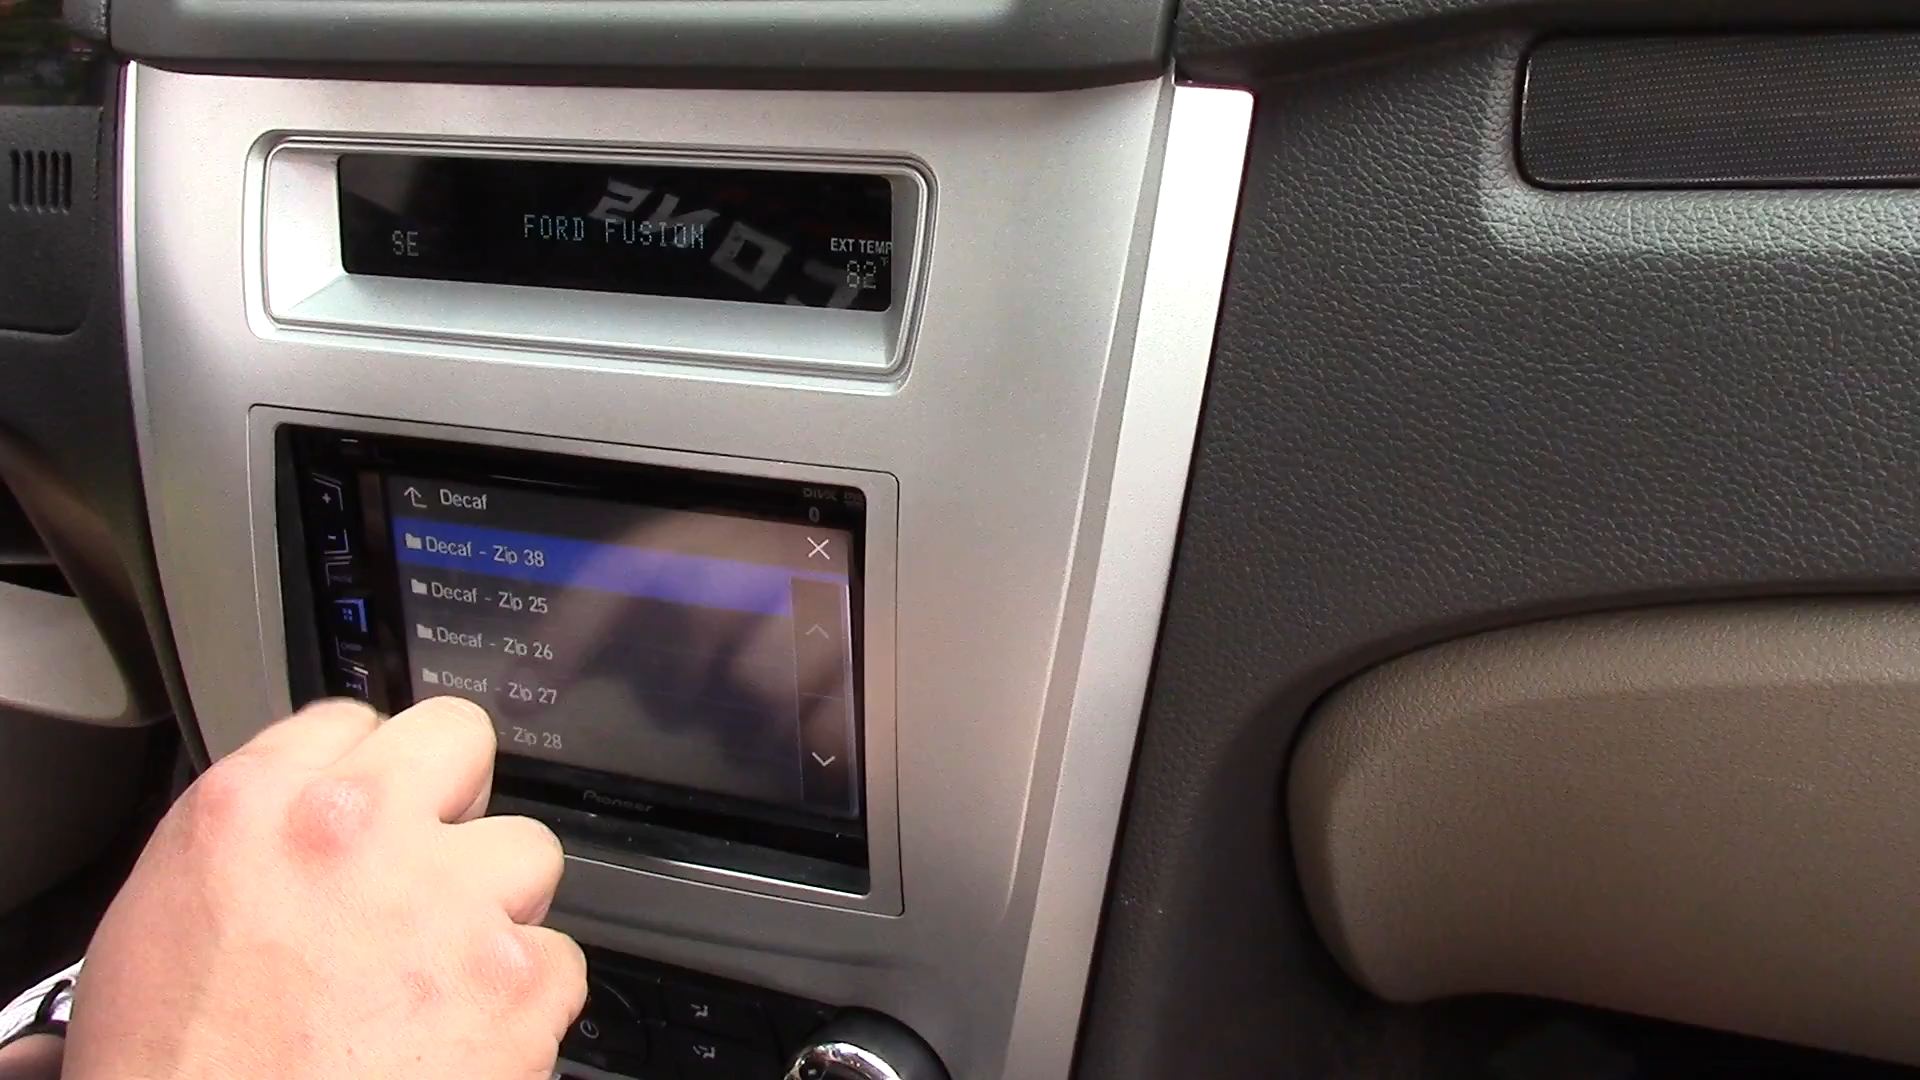 FORD FUSION
SE
EXT TEMP
82°F
Decaf
Decaf - Zip 38
Decaf - Zip 25
Decaf - Zip 26
Decaf - Zip 27
- Zip 28
Pioneer